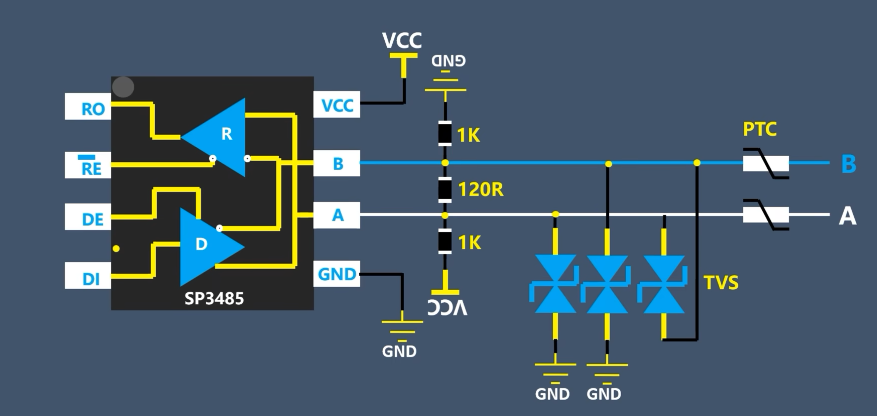 VCC
GND
RO
R
VCC
1K
PTC
RE
B
B
120R
DE
A
A
D
1K
DI
GND
TVS
SP3485
VCC
GND
GND
GND